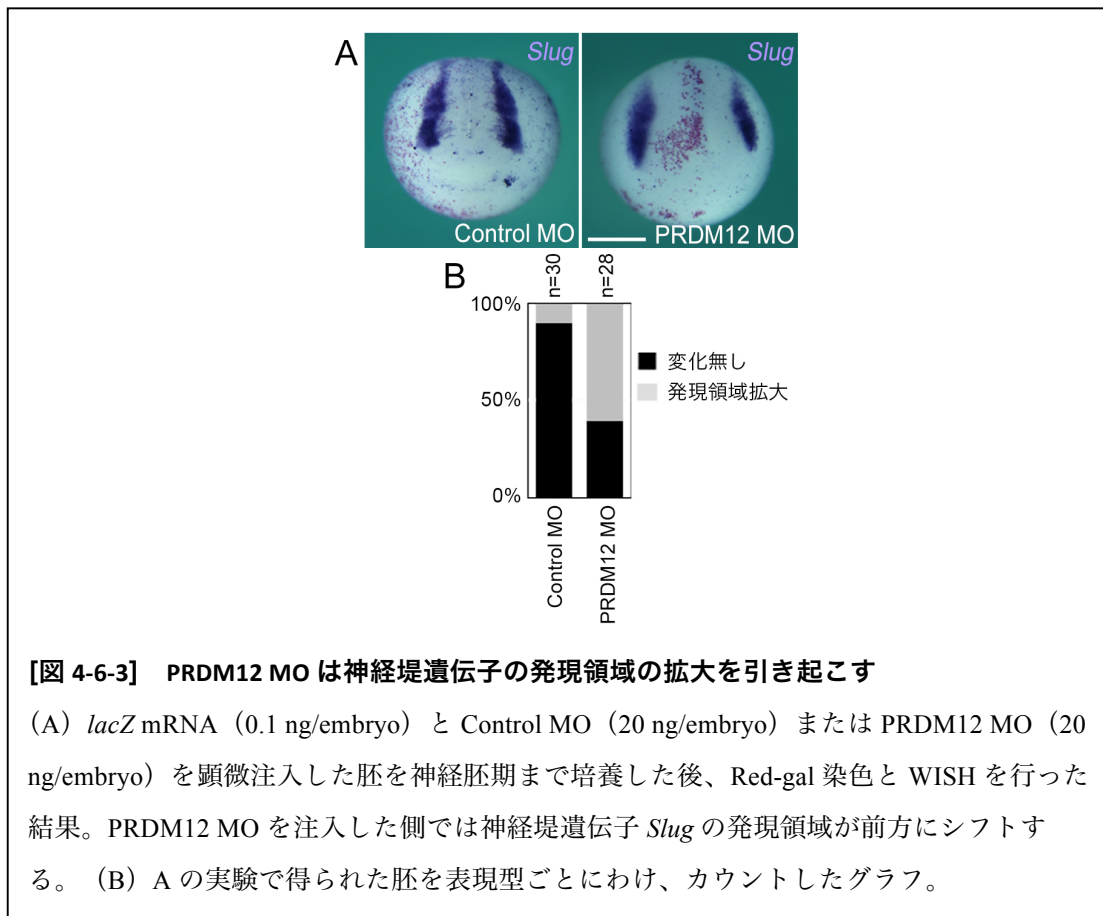 A
Slug
Slug
Control MO
PRDM12 MO
B
n=30
n=28
100%
50%
0%
変化無し
発現領域拡大
Control MO
PRDM12 MO
[図 4-6-3] PRDM12 MO は神経堤遺伝子の発現領域の拡大を引き起こす
(A)lacZ mRNA(0.1 ng/embryo)と Control MO(20 ng/embryo)または PRDM12 MO(20
ng/embryo)を顕微注入した胚を神経胚期まで培養した後、Red-gal 染色と WISH を行った
結果。PRDM12 MO を注入した側では神経堤遺伝子 Slug の発現領域が前方にシフトす
る。(B)A の実験で得られた胚を表現型ごとにわけ、カウントしたグラフ。